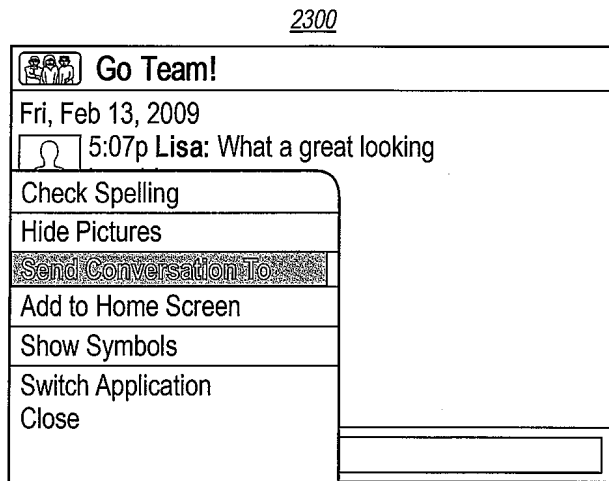 2300
Go Team!
Fri, Feb 13, 2009
5:07p Lisa: What a great looking
Check Spelling
Hide Pictures
Send Conversation To
Add to Home Screen
Show Symbols
Switch Application
Close